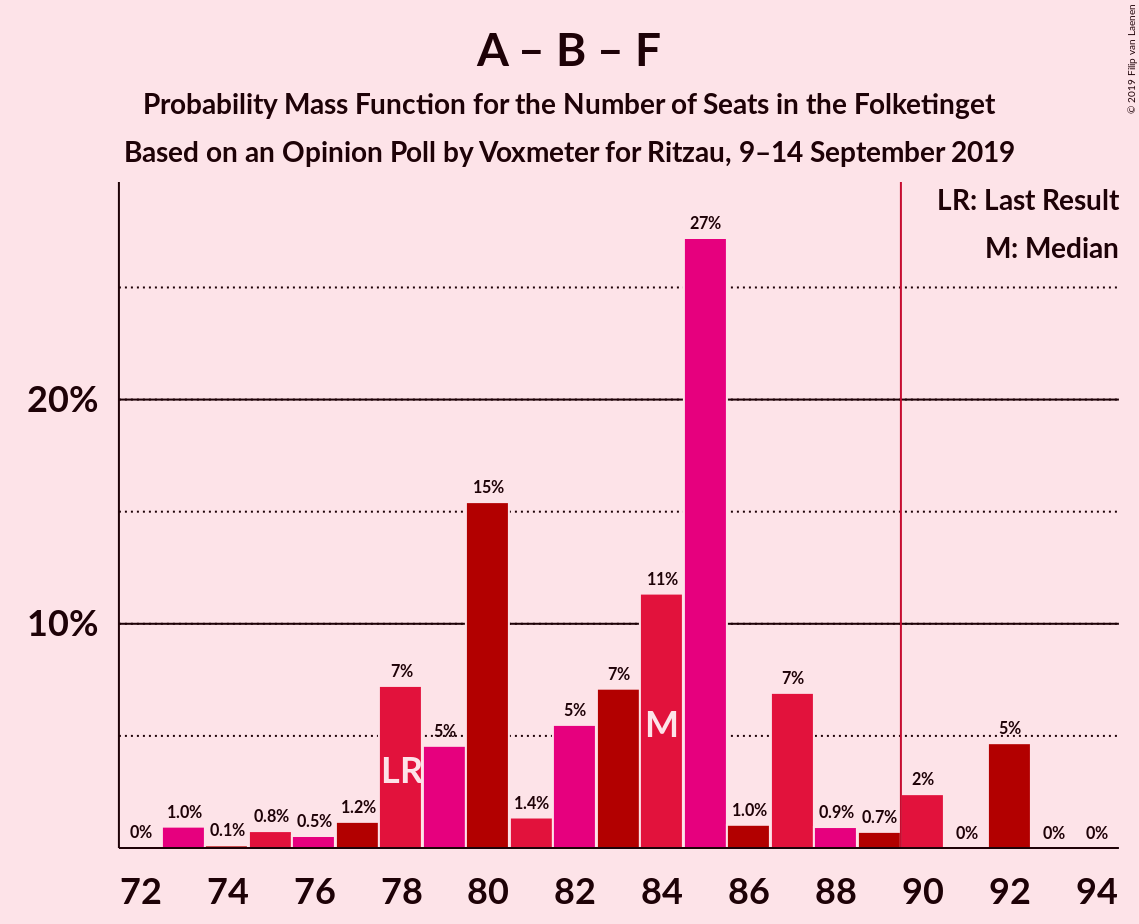 A – B – F
Probability Mass Function for the Number of Seats in the Folketinget
Based on an Opinion Poll by Voxmeter for Ritzau, 9–14 September 2019
© 2019 Filip van Laenen
LR: Last Result
M: Median
20%
10%
0%
1.0%
0.1%
0.8%
0.5%
1.2%
7%
5%
15%
1.4%
5%
7%
11%
27%
1.0%
7%
0.9%
0.7%
2%
0%
5%
0%
0%
LR
M
72 74 76 78 80 82 84 86 88 90 92 94